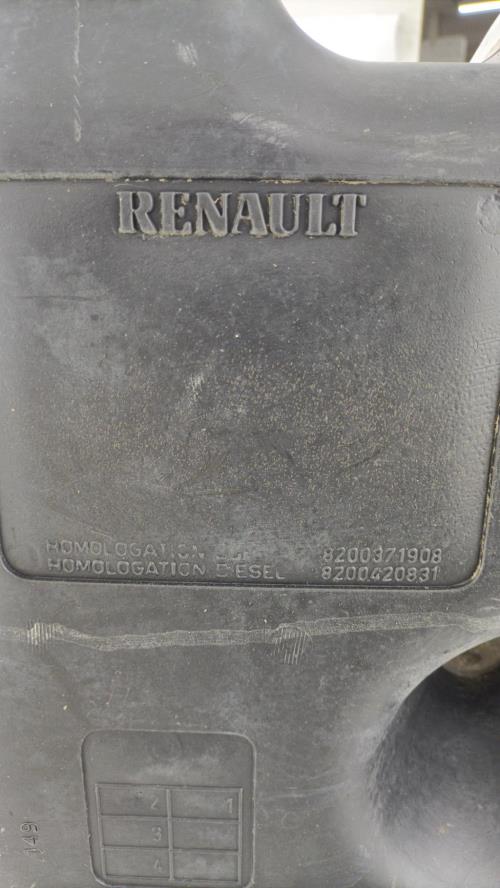 RENAULT
HOMOLOGATION 8200371908
HOMOLOGATION DIESEL 8200420831
2 1
3
4
149